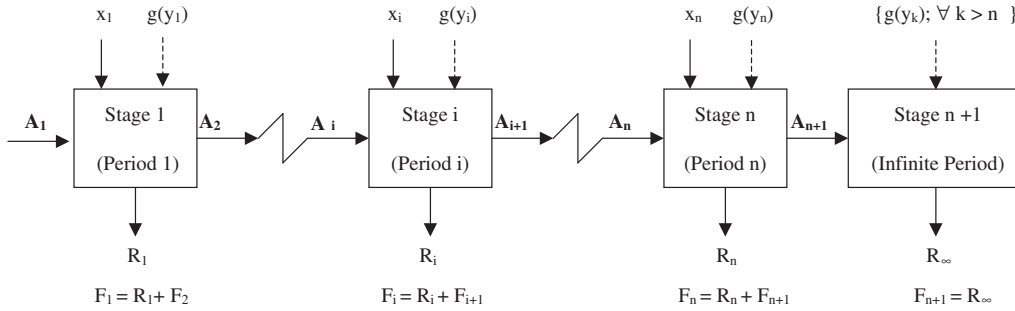 x₁ g(y₁) xᵢ g(yᵢ) xₙ g(yₙ) {g(yₖ); ∀ k > n }
A₁ Stage 1 A₂ A ᵢ Stage i Aᵢ₊₁ Aₙ Stage n Aₙ₊₁ Stage n +1
(Period 1) (Period i) (Period n) (Infinite Period)
R₁ Rᵢ Rₙ R∞
F₁ = R₁+ F₂ Fᵢ = Rᵢ + Fᵢ₊₁ Fₙ = Rₙ + Fₙ₊₁ Fₙ₊₁ = R∞